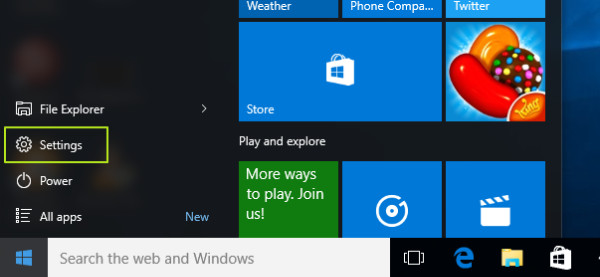 Weather
Phone Compa...
Twitter
Store
King
File Explorer
Settings
Power
All apps
New
Play and explore
More ways
to play. Join
us!
Search the web and Windows